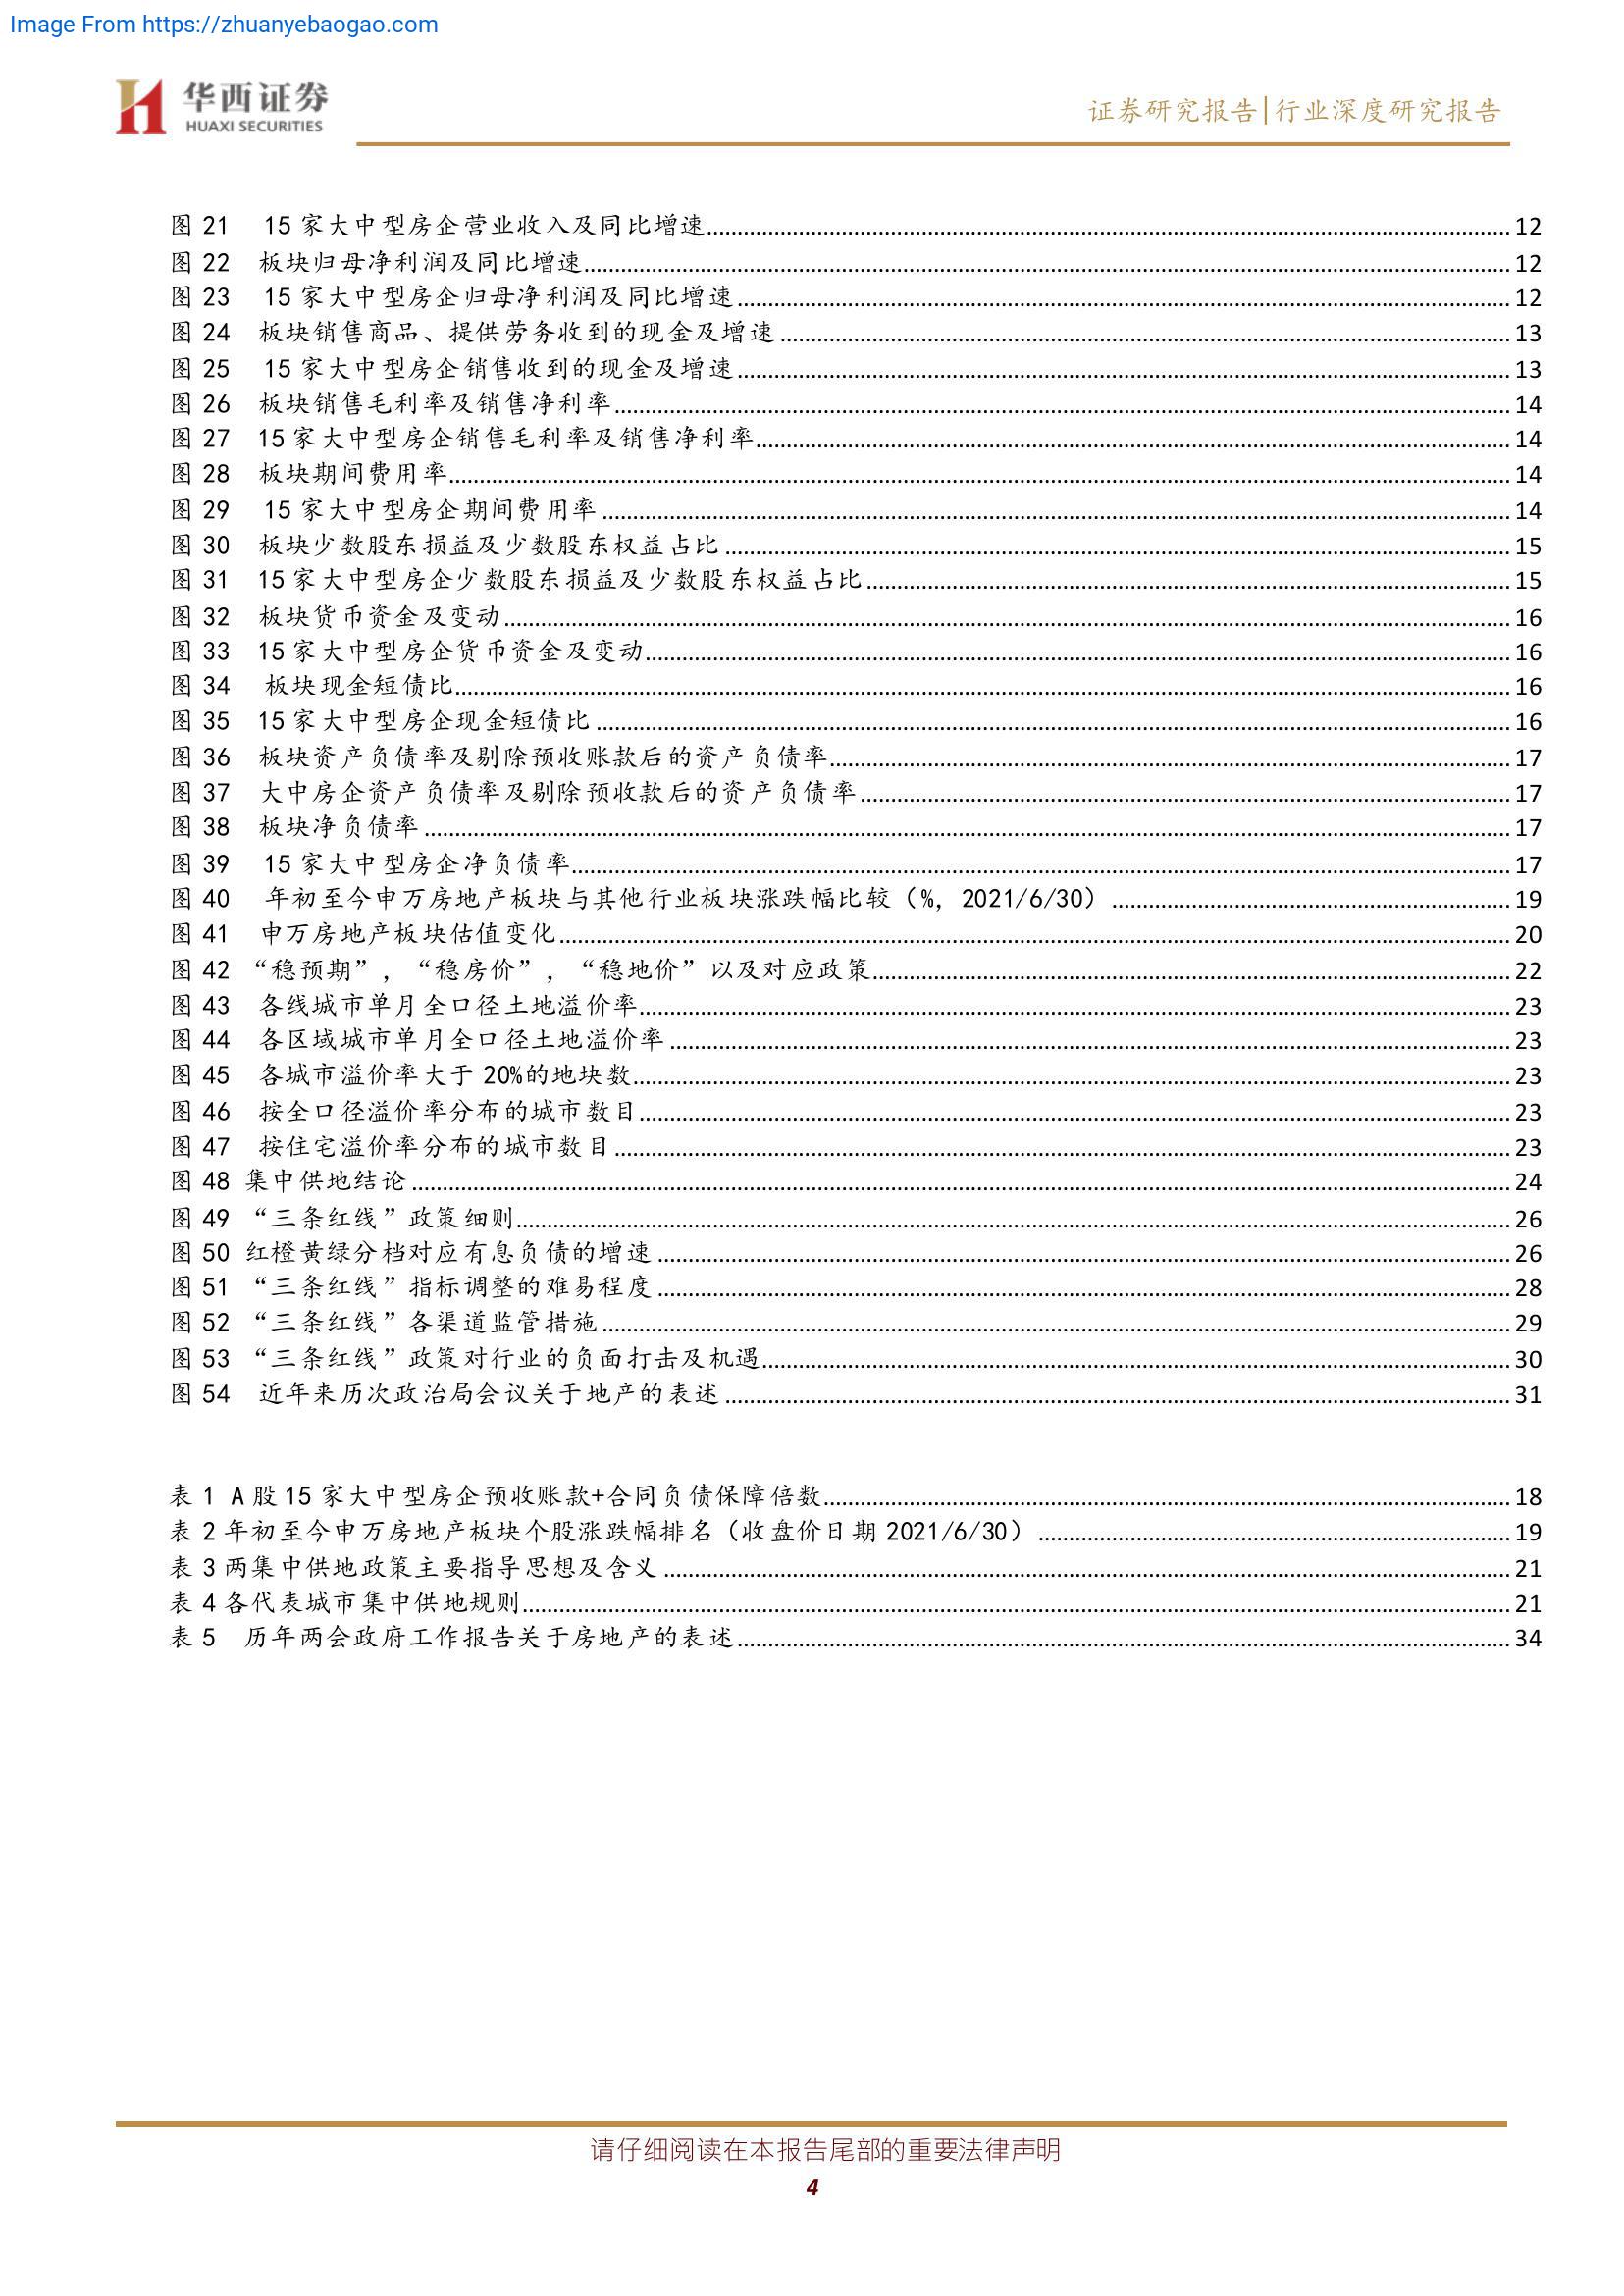 Image From https://zhuanyebaogao.com
华西证券
HUAXI SECURITIES
证券研究报告|行业深度研究报告
图 21 15 家大中型房企营业收入及同比增速 12
图 22 板块归母净利润及同比增速 12
图 23 15 家大中型房企归母净利润及同比增速 12
图 24 板块销售商品、提供劳务收到的现金及增速 13
图 25 15 家大中型房企销售收到的现金及增速 13
图 26 板块销售毛利率及销售净利率 14
图 27 15 家大中型房企销售毛利率及销售净利率 14
图 28 板块期间费用率 14
图 29 15 家大中型房企期间费用率 14
图 30 板块少数股东损益及少数股东权益占比 15
图 31 15 家大中型房企少数股东损益及少数股东权益占比 15
图 32 板块货币资金及变动 16
图 33 15 家大中型房企货币资金及变动 16
图 34 板块现金短债比 16
图 35 15 家大中型房企现金短债比 16
图 36 板块资产负债率及剔除预收账款后的资产负债率 17
图 37 大中房企资产负债率及剔除预收款后的资产负债率 17
图 38 板块净负债率 17
图 39 15 家大中型房企净负债率 17
图 40 年初至今申万房地产板块与其他行业板块涨跌幅比较（%，2021/6/30） 19
图 41 申万房地产板块估值变化 20
图 42 “稳预期”，“稳房价”，“稳地价”以及对应政策 22
图 43 各线城市单月全口径土地溢价率 23
图 44 各区域城市单月全口径土地溢价率 23
图 45 各城市溢价率大于 20%的地块数 23
图 46 按全口径溢价率分布的城市数目 23
图 47 按住宅溢价率分布的城市数目 23
图 48 集中供地结论 24
图 49 “三条红线”政策细则 26
图 50 红橙黄绿分档对应有息负债的增速 26
图 51 “三条红线”指标调整的难易程度 28
图 52 “三条红线”各渠道监管措施 29
图 53 “三条红线”政策对行业的负面打击及机遇 30
图 54 近年来历次政治局会议关于地产的表述 31
表 1 A 股 15 家大中型房企预收账款+合同负债保障倍数 18
表 2 年初至今申万房地产板块个股涨跌幅排名（收盘价日期 2021/6/30） 19
表 3 两集中供地政策主要指导思想及含义 21
表 4 各代表城市集中供地规则 21
表 5 历年两会政府工作报告关于房地产的表述 34
请仔细阅读在本报告尾部的重要法律声明
4